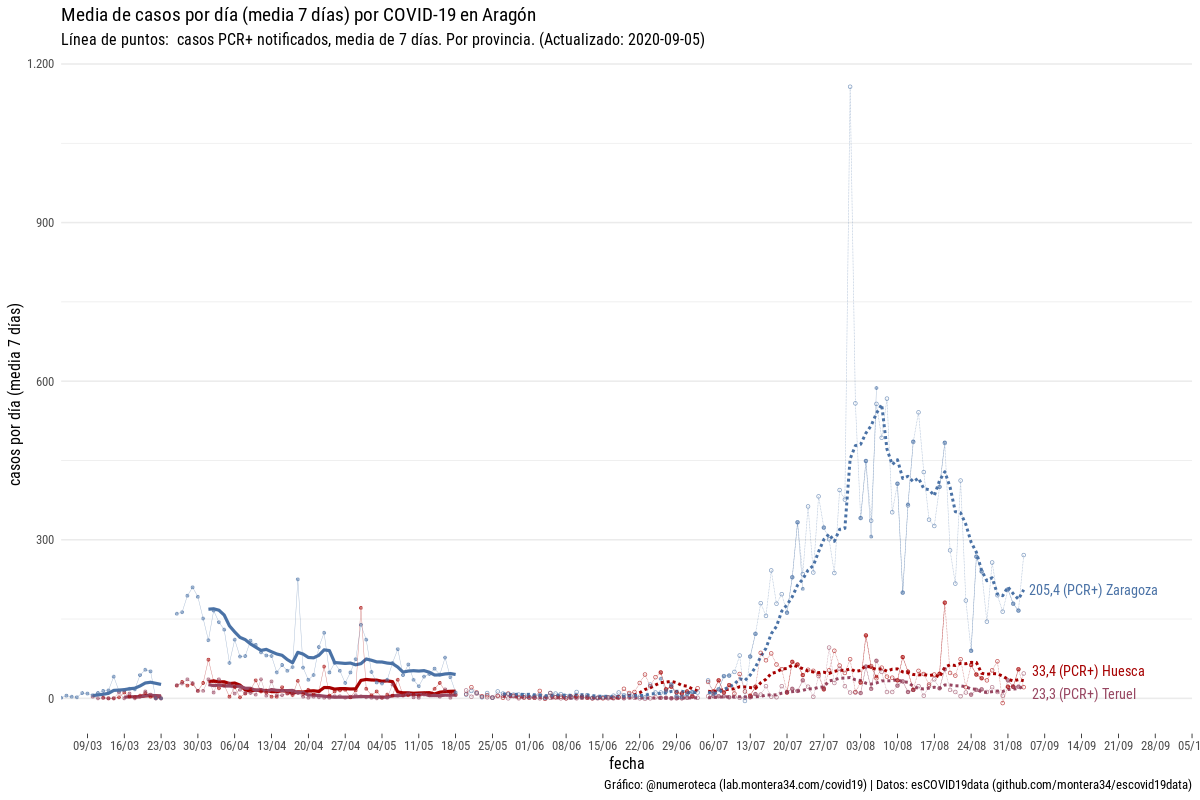 Media de casos por día (media 7 días) por COVID-19 en Aragón
Línea de puntos:  casos PCR+ notificados, media de 7 días. Por provincia. (Actualizado: 2020-09-05)
1.200
900
600
300
0
casos por día (media 7 días)
205,4 (PCR+) Zaragoza
33,4 (PCR+) Huesca
23,3 (PCR+) Teruel
09/03 16/03 23/03 30/03 06/04 13/04 20/04 27/04 04/05 11/05 18/05 25/05 01/06 08/06 15/06 22/06 29/06 06/07 13/07 20/07 27/07 03/08 10/08 17/08 24/08 31/08 07/09 14/09 21/09 28/09 05/1
fecha
Gráfico: @numeroteca (lab.montera34.com/covid19) | Datos: esCOVID19data (github.com/montera34/escovid19data)